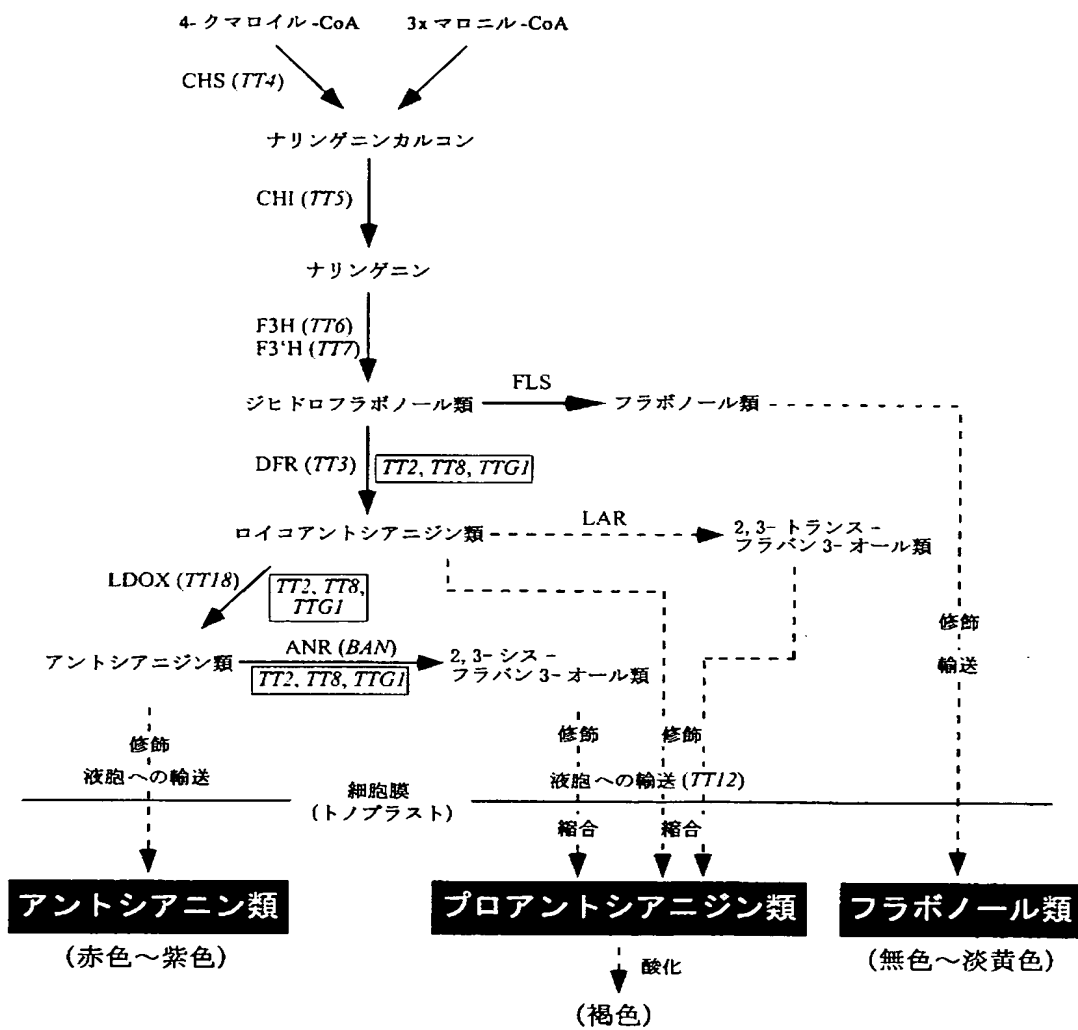 4- クマロイル -CoA
3x マロニル -CoA
CHS (TT4)
ナリンゲニンカルコン
CHI (TT5)
ナリンゲニン
F3H (TT6)
F3'H (TT7)
FLS
ジヒドロフラボノール類
フラボノール類
DFR (TT3)
TT2, TT8, TTG1
LAR
ロイコアントシアニジン類
2, 3- トランス -
フラバン 3- オール類
LDOX (TT18)
TT2, TT8,
TTG1
修飾
輸送
ANR (BAN)
アントシアニジン類
2, 3- シス -
フラバン 3- オール類
TT2, TT8, TTG1
修飾
修飾
修飾
液胞への輸送
液胞への輸送 (TT12)
細胞膜
(トノプラスト)
縮合
縮合
アントシアニン類
プロアントシアニジン類
フラボノール類
(赤色～紫色)
(無色～淡黄色)
酸化
(褐色)